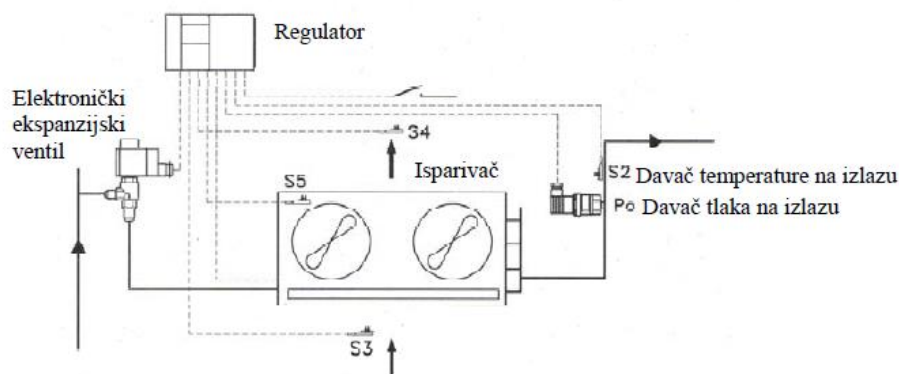 Regulator
Elektronički
ekspanzijski
ventil
S4
Isparivač
S5
S2 Davač temperature na izlazu
Po Davač tlaka na izlazu
S3